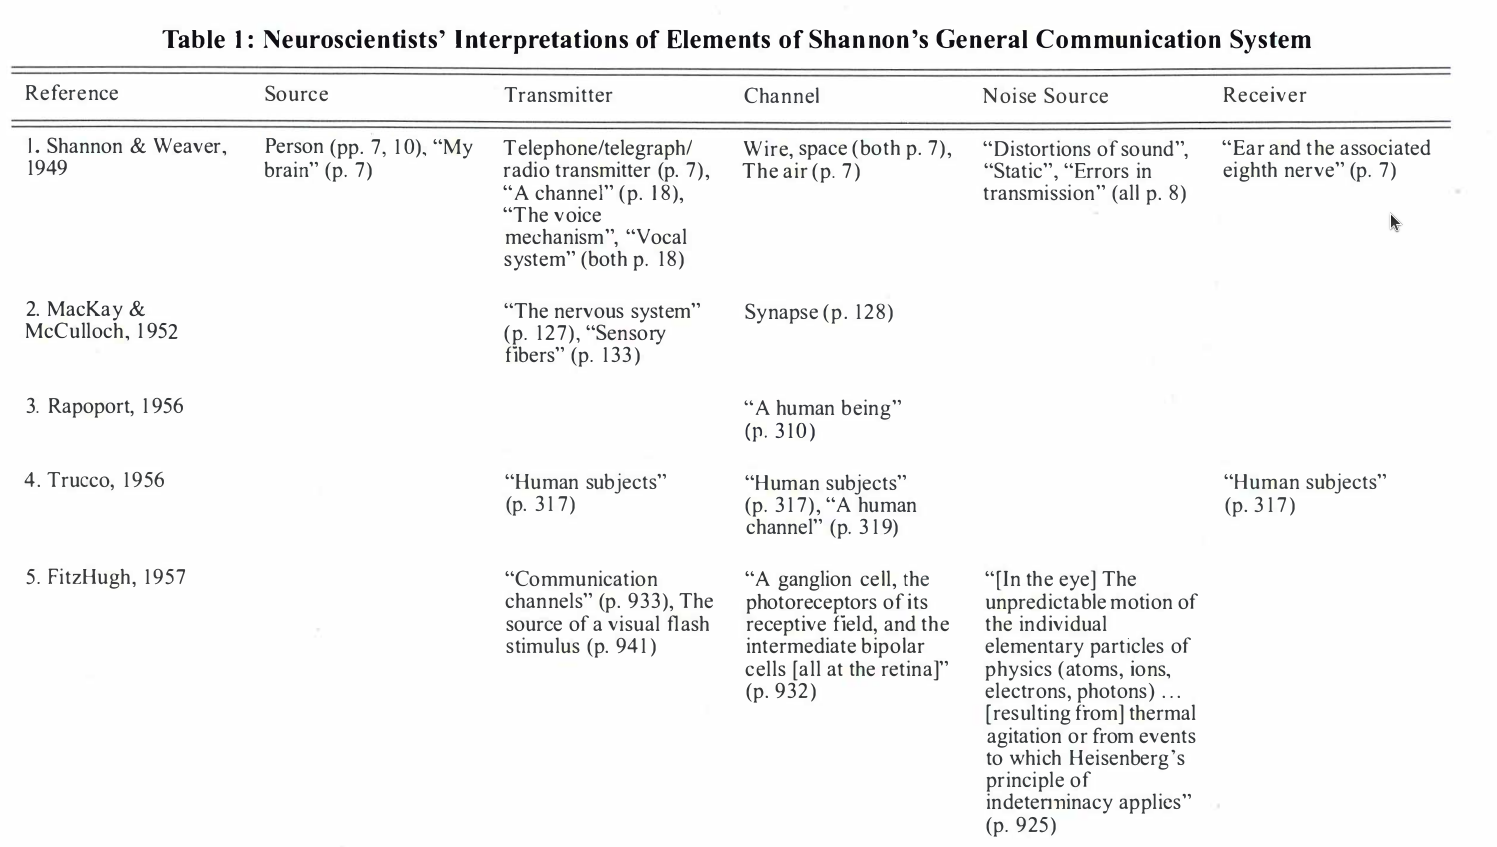 Table 1: Neuroscientists' Interpretations of Elements of Shannon's General Communication System
Reference Source Transmitter Channel Noise Source Receiver
1. Shannon & Weaver,
1949
Person (pp. 7, 10), “My
brain” (p. 7)
Telephone/telegraph/
radio transmitter (p. 7),
“A channel” (p. 18),
“The voice
mechanism”, “Vocal
system” (both p. 18)
Wire, space (both p. 7),
The air (p. 7)
“Distortions of sound”,
“Static”, “Errors in
transmission” (all p. 8)
“Ear and the associated
eighth nerve” (p. 7)
2. MacKay &
McCulloch, 1952
“The nervous system”
(p. 127), “Sensory
fibers” (p. 133)
Synapse (p. 128)
3. Rapoport, 1956
“A human being”
(p. 310)
4. Trucco, 1956
“Human subjects”
(p. 317)
“Human subjects”
(p. 317), “A human
channel” (p. 319)
“Human subjects”
(p. 317)
5. FitzHugh, 1957
“Communication
channels” (p. 933), The
source of a visual flash
stimulus (p. 941)
“A ganglion cell, the
photoreceptors of its
receptive field, and the
intermediate bipolar
cells [all at the retina]”
(p. 932)
“[In the eye] The
unpredictable motion of
the individual
elementary particles of
physics (atoms, ions,
electrons, photons) ...
[resulting from] thermal
agitation or from events
to which Heisenberg's
principle of
indeterminacy applies”
(p. 925)